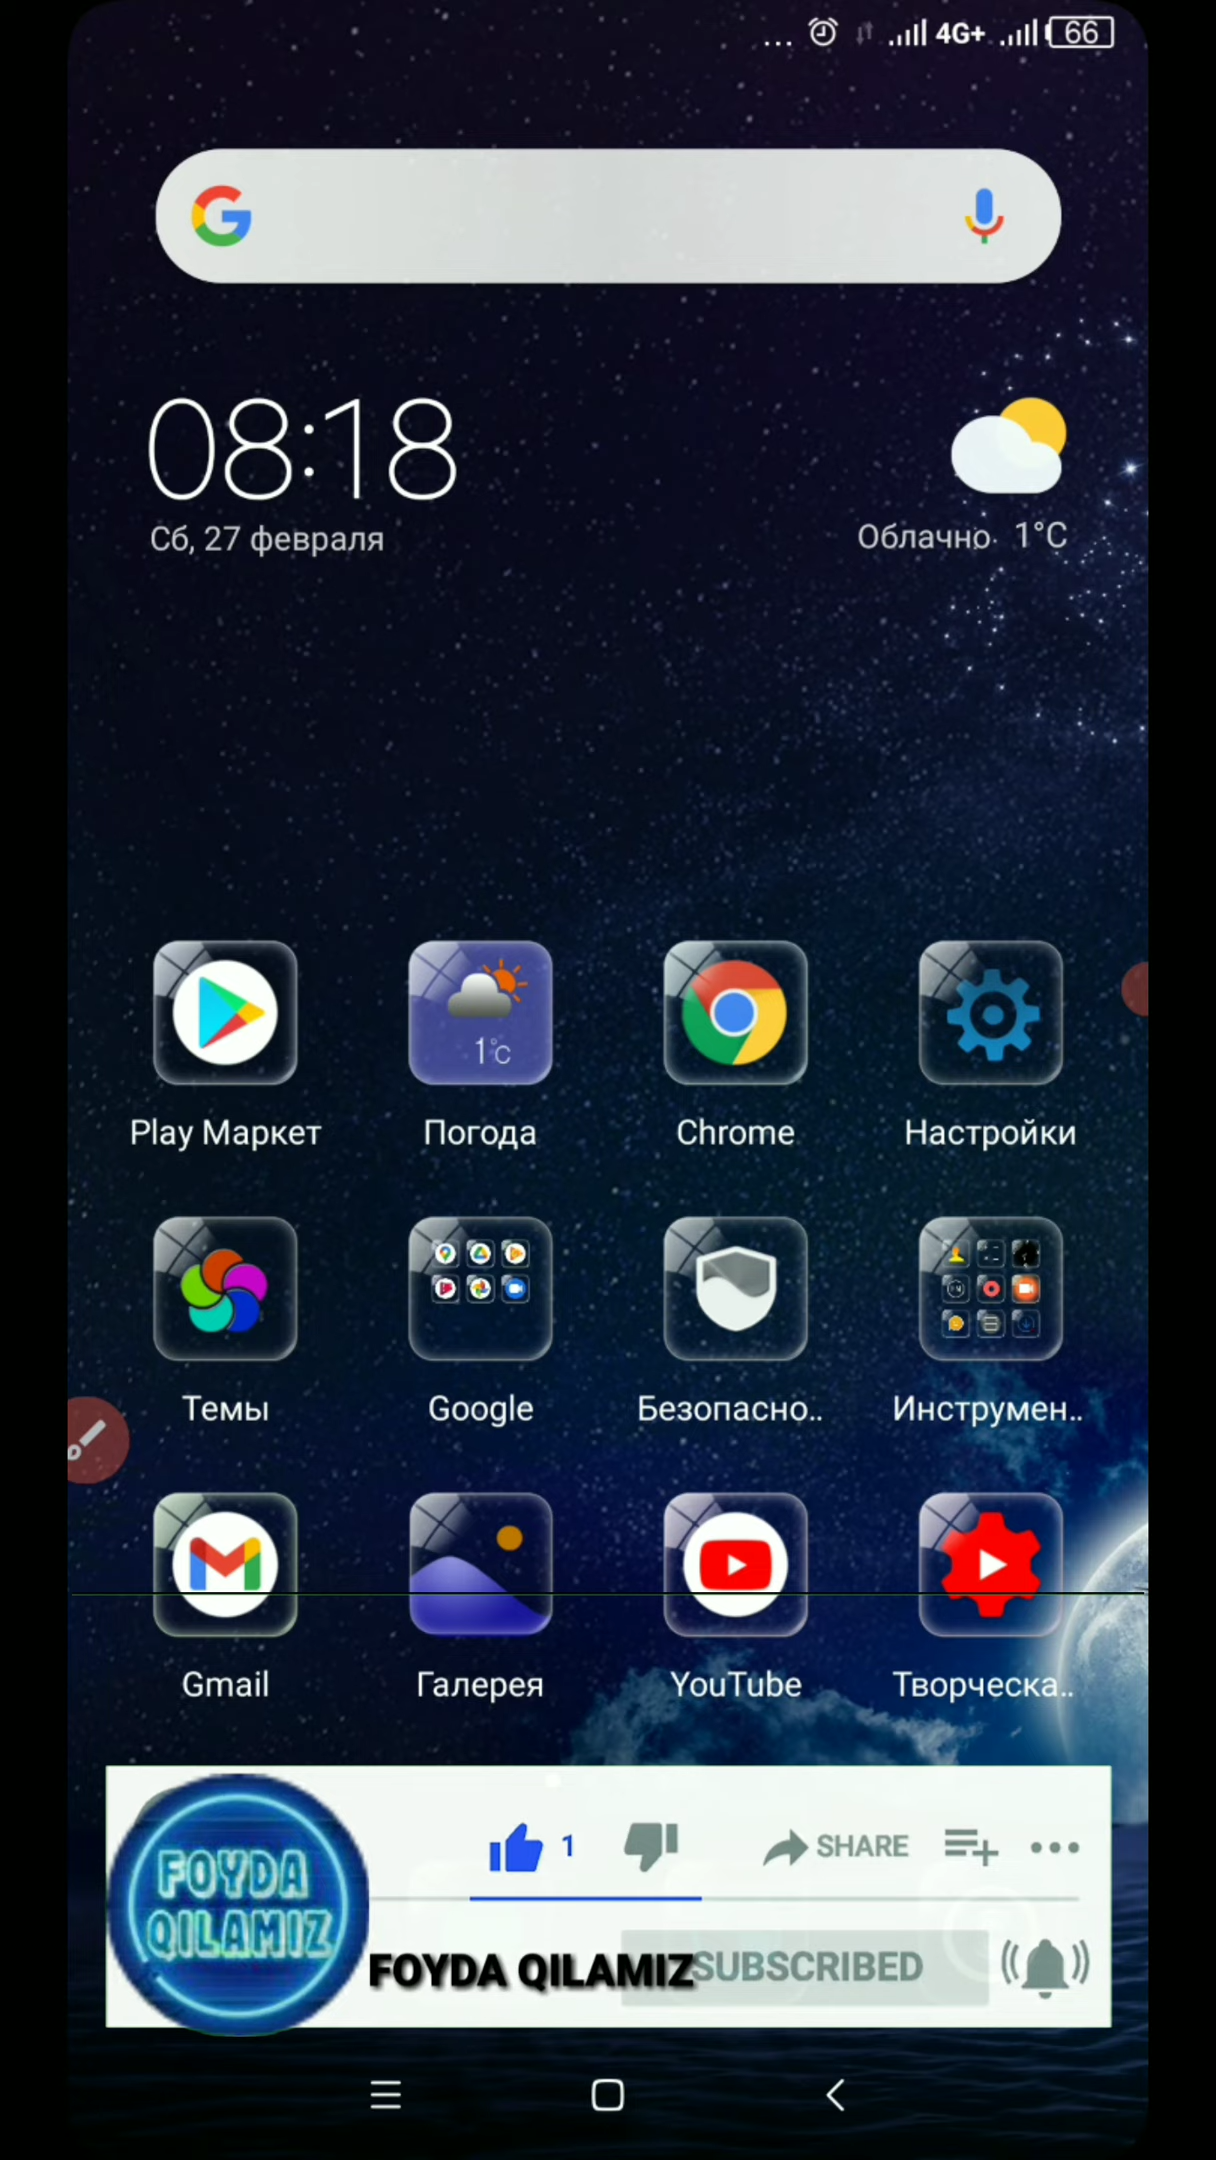 ... 4G+ 66
08:18
Сб, 27 февраля
Облачно 1°C
1°c
Play Маркет
Погода
Chrome
Настройки
Темы
Google
Безопасно..
Инструмен..
Gmail
Галерея
YouTube
Творческа..
FOYDA
QILAMIZ
1
SHARE
FOYDA QILAMIZ
SUBSCRIBED